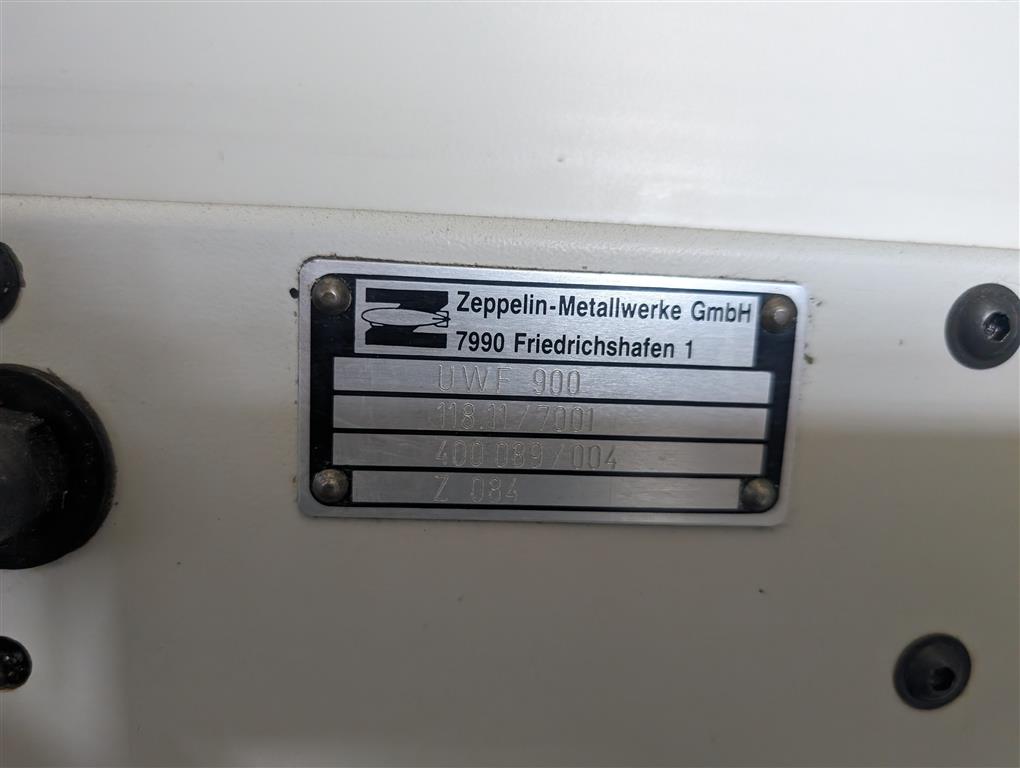 Zeppelin-Metallwerke GmbH
7990 Friedrichshafen 1
UWF 900
118.11/7001
400 089/004
Z 084